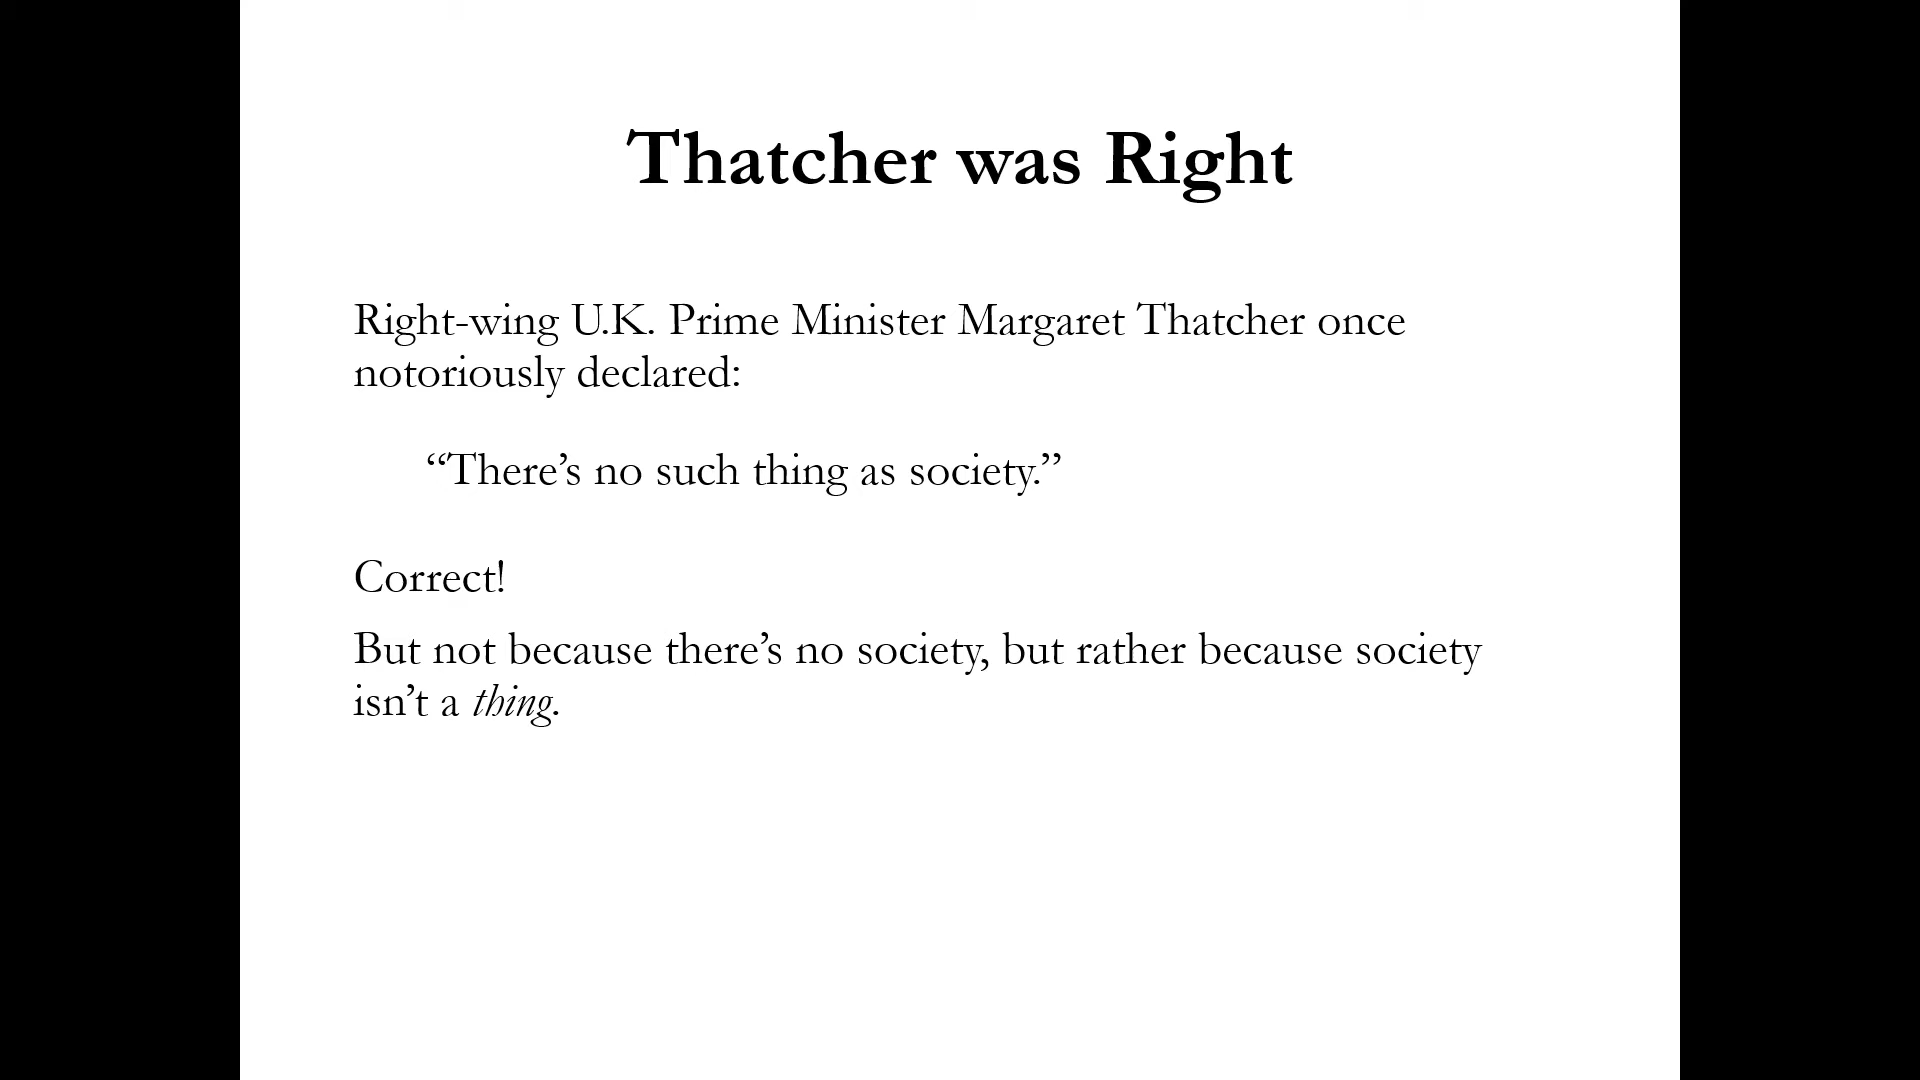 Thatcher was Right
Right-wing U.K. Prime Minister Margaret Thatcher once
notoriously declared:
“There’s no such thing as society.”
Correct!
But not because there’s no society, but rather because society
isn’t a thing.